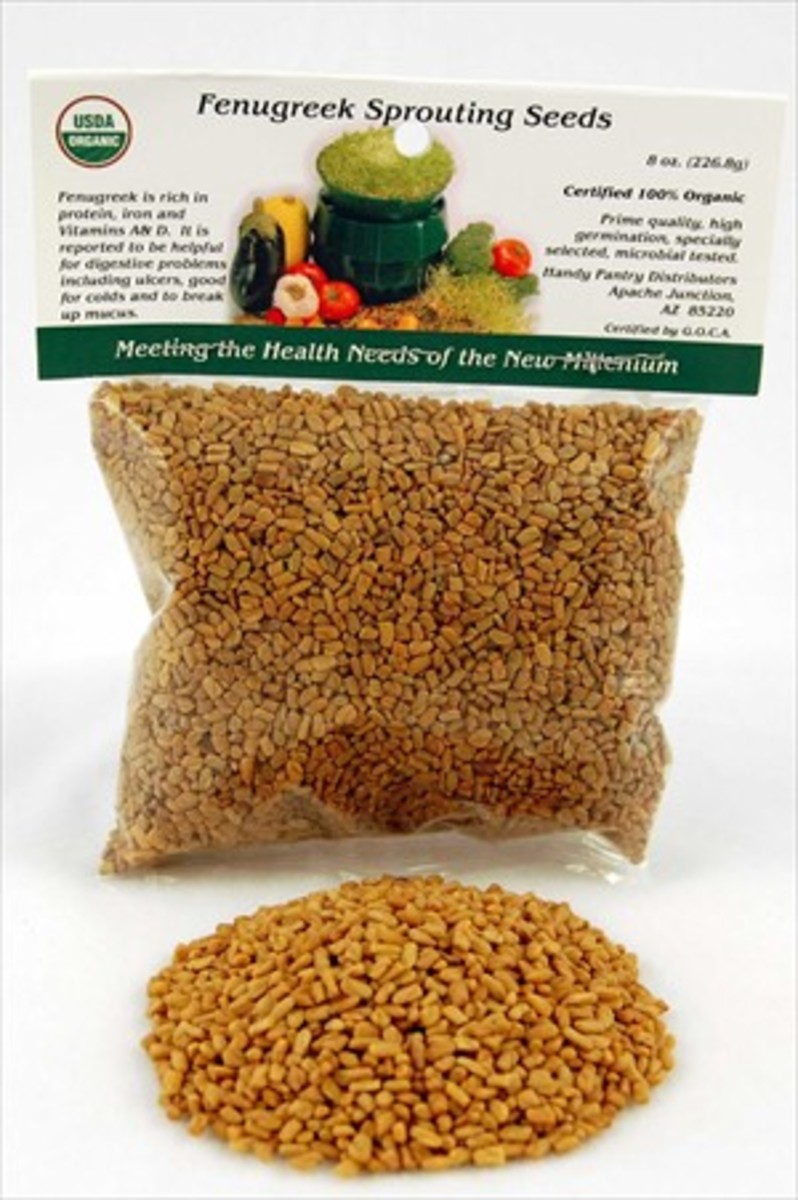 Fenugreek Sprouting Seeds
USDA
ORGANIC
8 oz. (226.8g)
Fenugreek is rich in
protein, iron and
Vitamins A& D. It is
reported to be helpful
for digestive problems
including ulcers, good
for colds and to break
up mucus.
Certified 100% Organic
Prime quality, high
germination, specially
selected, microbial tested.
Handy Pantry Distributors
Apache Junction,
AZ 85220
Certified by G.O.C.A.
Meeting the Health Needs of the New Millenium